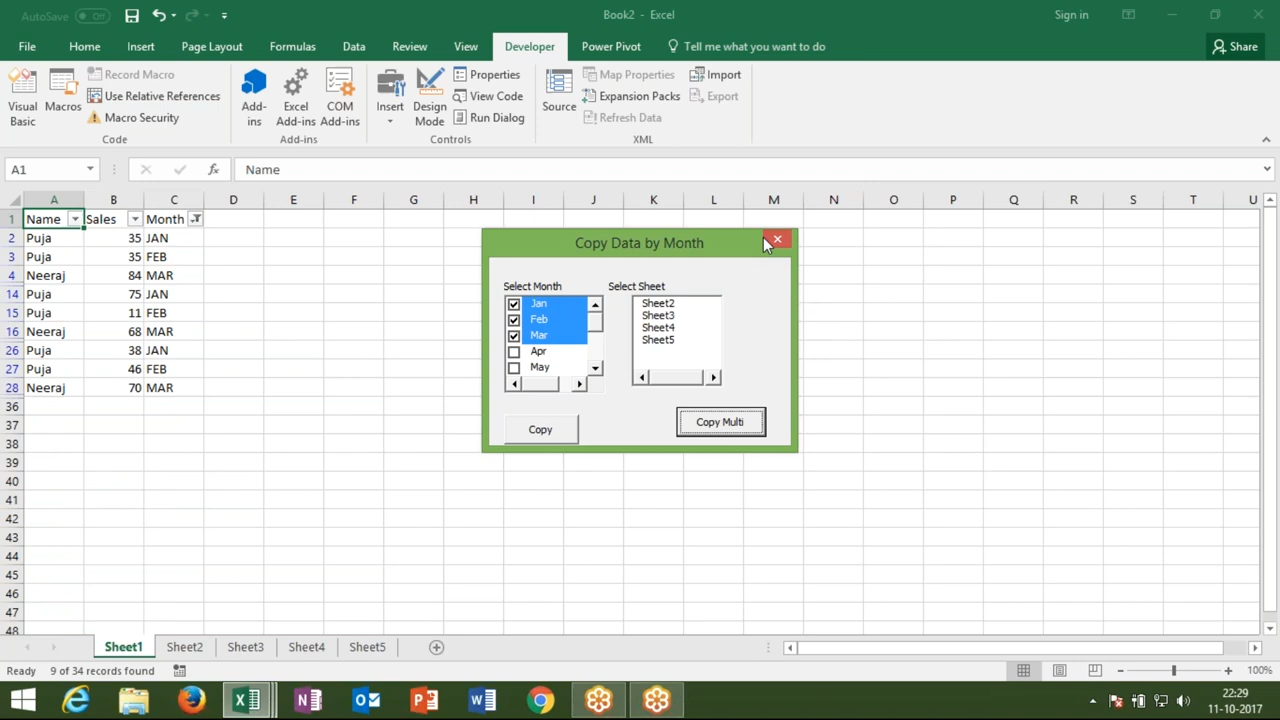 AutoSave Off
Book2 - Excel
Sign in
File Home Insert Page Layout Formulas Data Review View Developer Power Pivot Tell me what you want to do Share
Visual Basic
Macros
Record Macro
Use Relative References
Macro Security
Code
Add-ins
Excel Add-ins
COM Add-ins
Add-ins
Insert
Design Mode
Properties
View Code
Run Dialog
Controls
Source
Map Properties
Expansion Packs
Refresh Data
Import
Export
XML
A1 fx Name
A B C D E F G H I J K L M N O P Q R S T U
1 Name Sales Month
2 Puja 35 JAN
3 Puja 35 FEB
4 Neeraj 84 MAR
14 Puja 75 JAN
15 Puja 11 FEB
16 Neeraj 68 MAR
26 Puja 38 JAN
27 Puja 46 FEB
28 Neeraj 70 MAR
36
37
38
39
40
41
42
43
44
45
46
47
48
Copy Data by Month
Select Month
Jan
Feb
Mar
Apr
May
Select Sheet
Sheet2
Sheet3
Sheet4
Sheet5
Copy
Copy Multi
Sheet1 Sheet2 Sheet3 Sheet4 Sheet5
Ready 9 of 34 records found 100%
22:29
11-10-2017